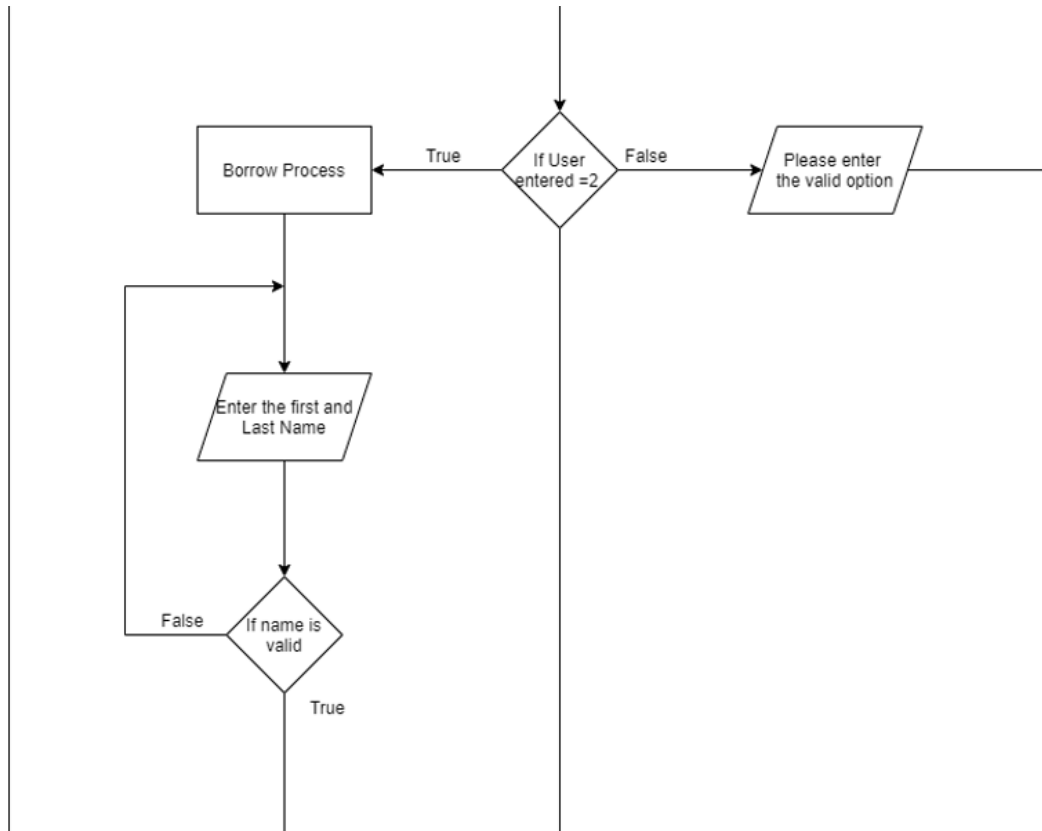 Borrow Process
True
If User
entered =2
False
Please enter
the valid option
Enter the first and
Last Name
False
If name is
valid
True